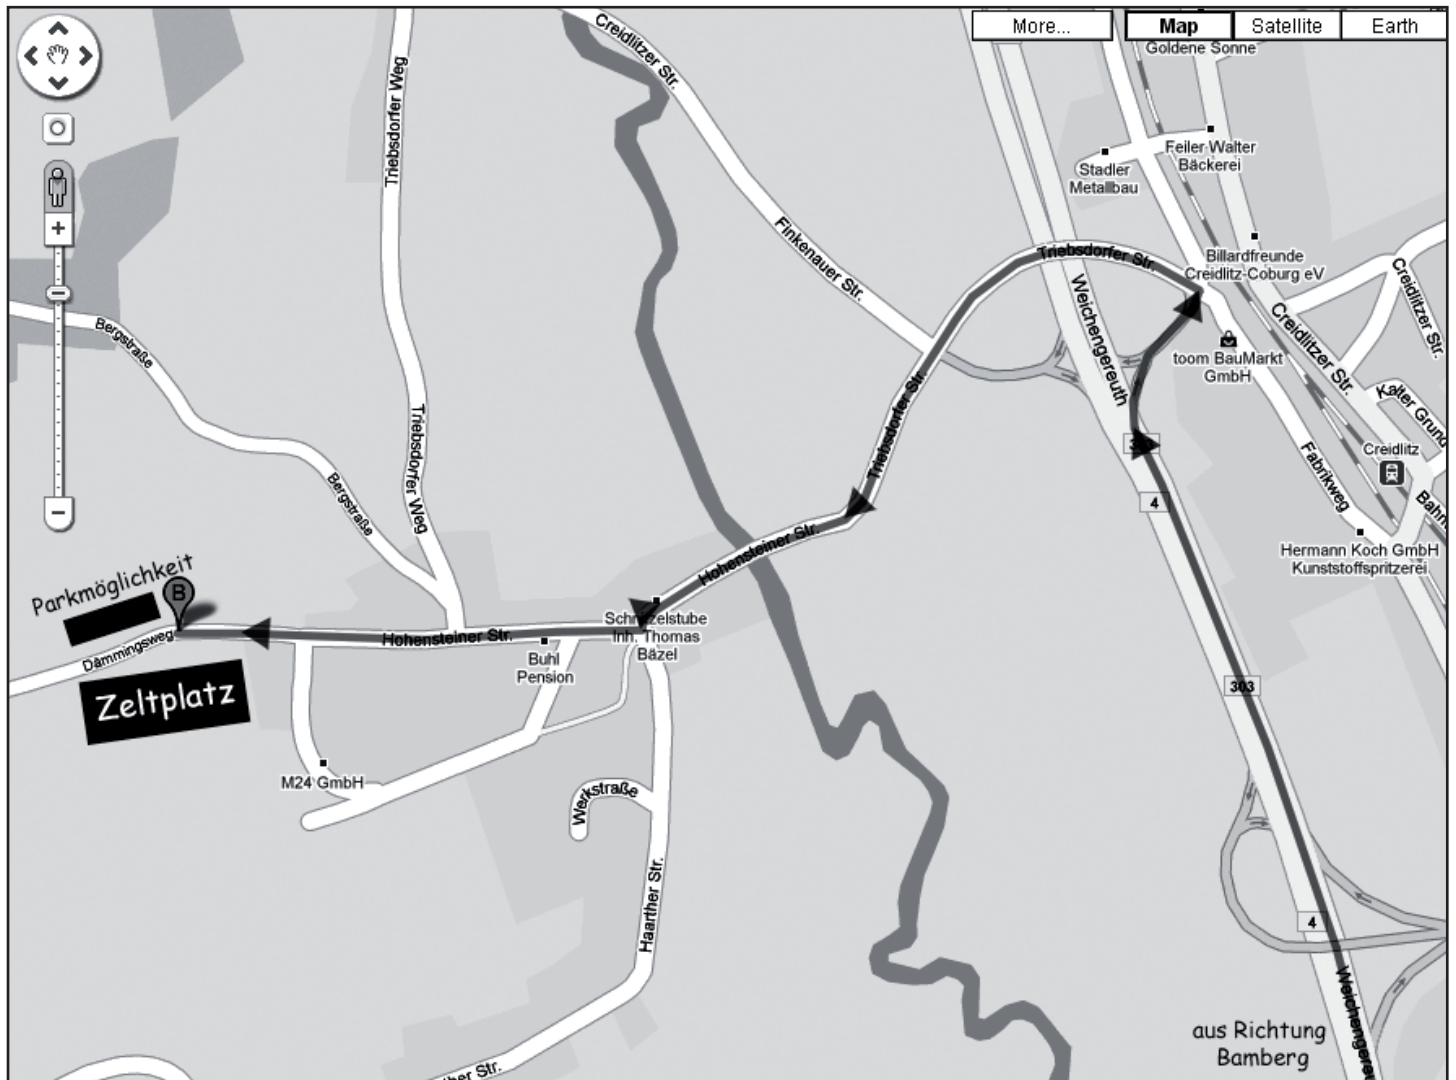 More...
Map
Satellite
Earth
Goldene Sonne
Creidlitzer Str.
Triebsdorfer Weg
Feiler Walter
Bäckerei
Stadler
Metallbau
Finkenauer Str.
Triebsdorfer Str.
Billardfreunde
Creidlitz-Coburg eV
Creidlitzer Str.
Weichengereuth
Creidlitzer Str.
Bergstraße
toom BauMarkt
GmbH
Triebsdorfer Str.
Kalter Grund
Triebsdorfer Weg
Creidlitz
Fabrikweg
Bergstraße
4
Hohensteiner Str.
Hermann Koch GmbH
Kunststoffspritzerei
Parkmöglichkeit
B
Schnitzelstube
Inh. Thomas
Bäzel
Hohensteiner Str.
Dämmingsweg
Buhl
Pension
Zeltplatz
303
M24 GmbH
Werkstraße
Haarther Str.
4
aus Richtung
Bamberg